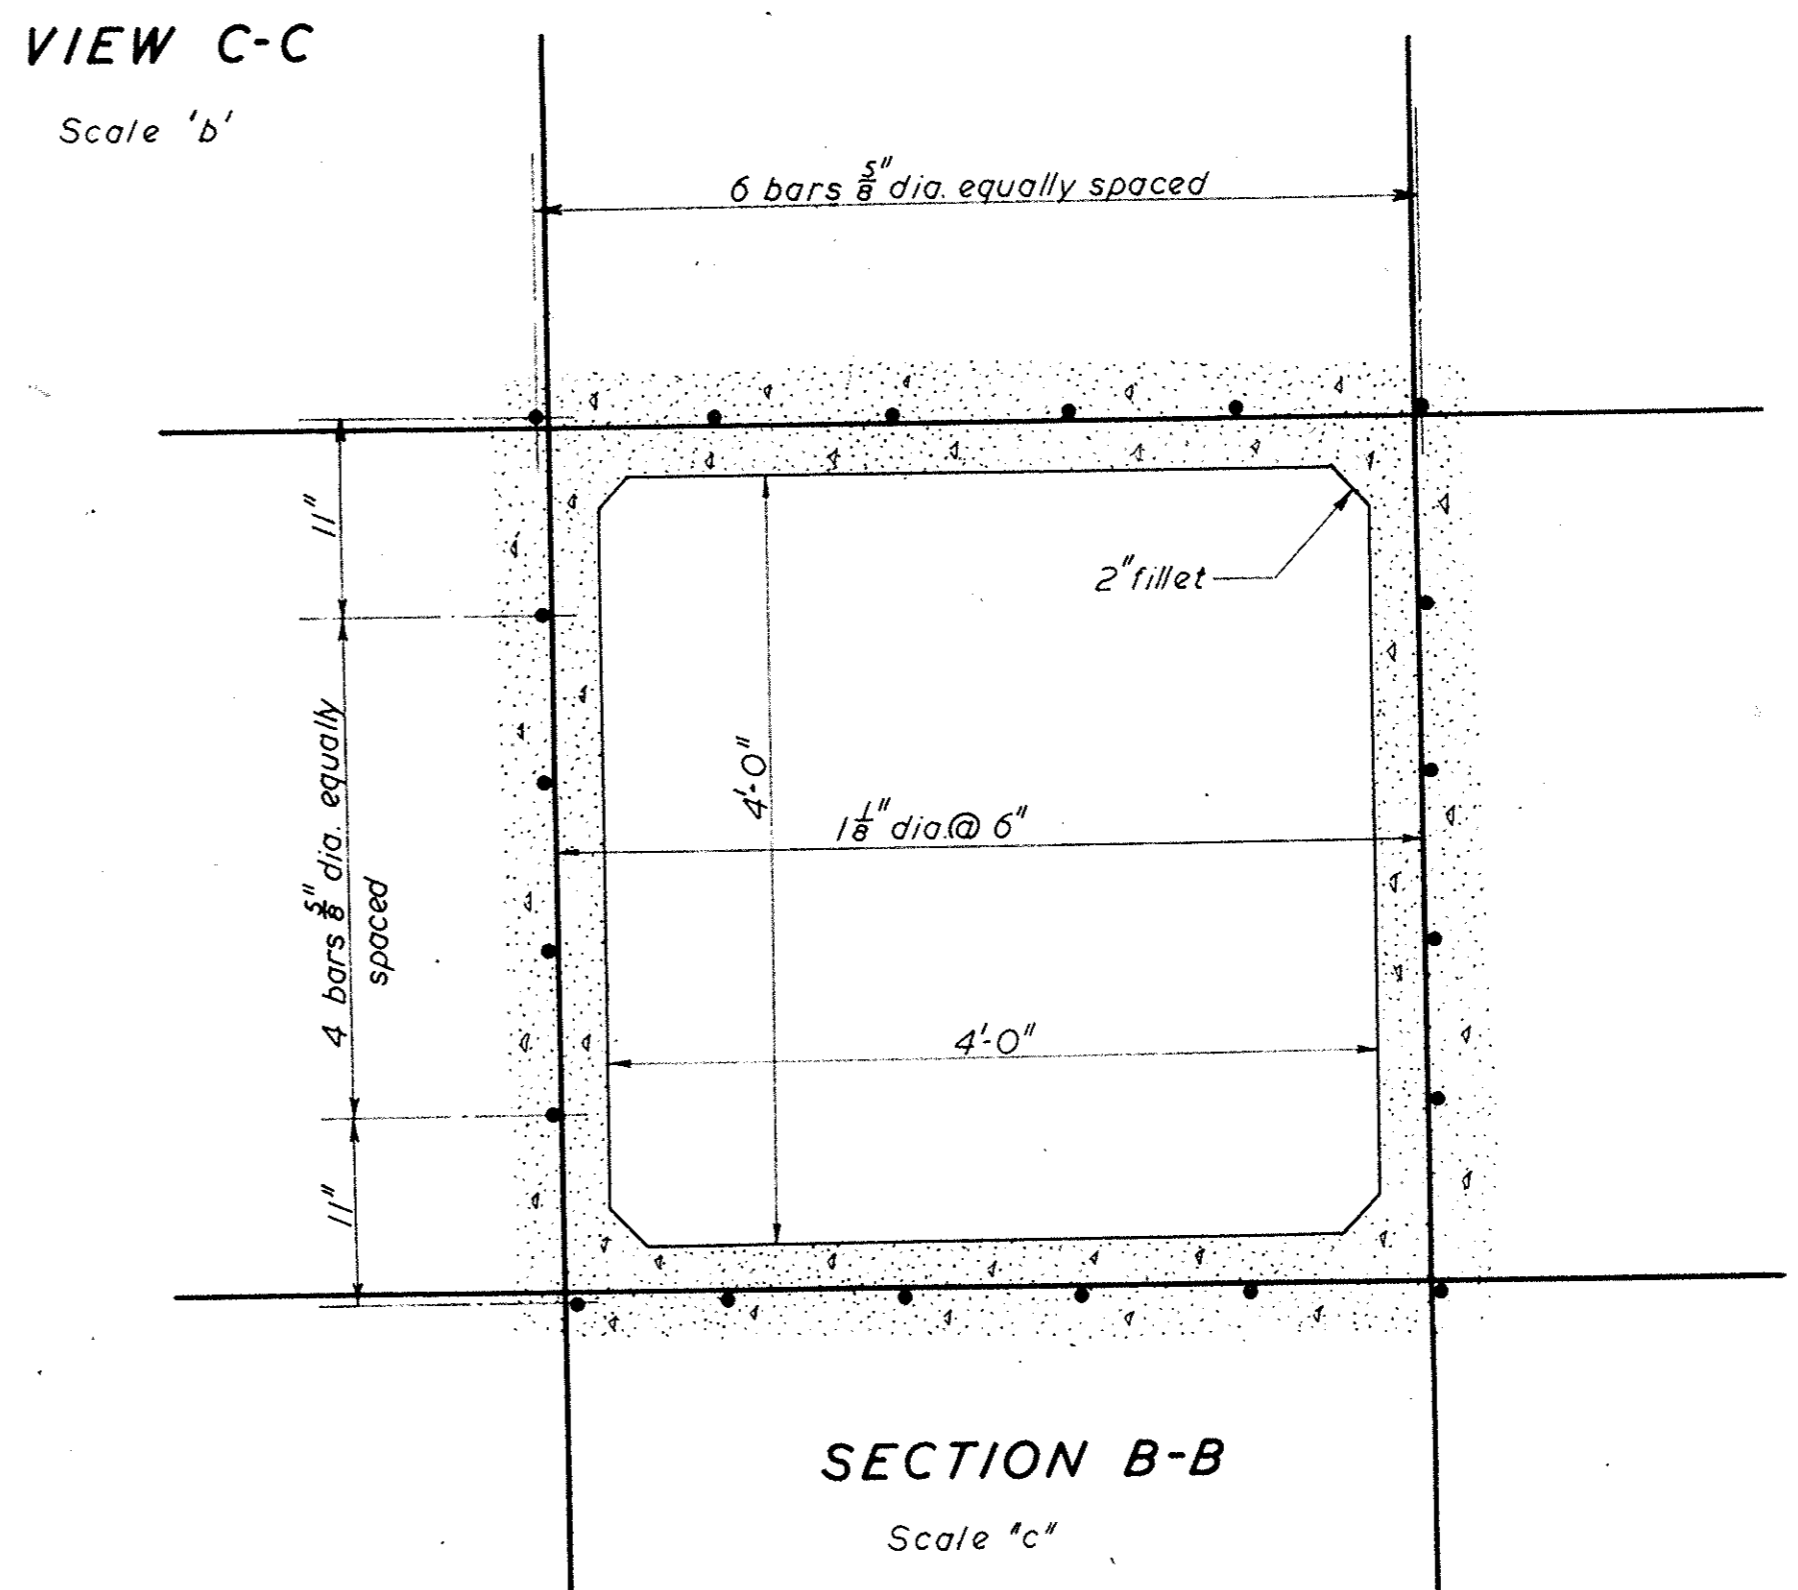 VIEW C-C
Scale 'b'
6 bars 5/8" dia. equally spaced
11"
2" fillet
4'-0"
1 1/8" dia.@ 6"
4 bars 5/8" dia. equally
spaced
4'-0"
11"
SECTION B-B
Scale "c"